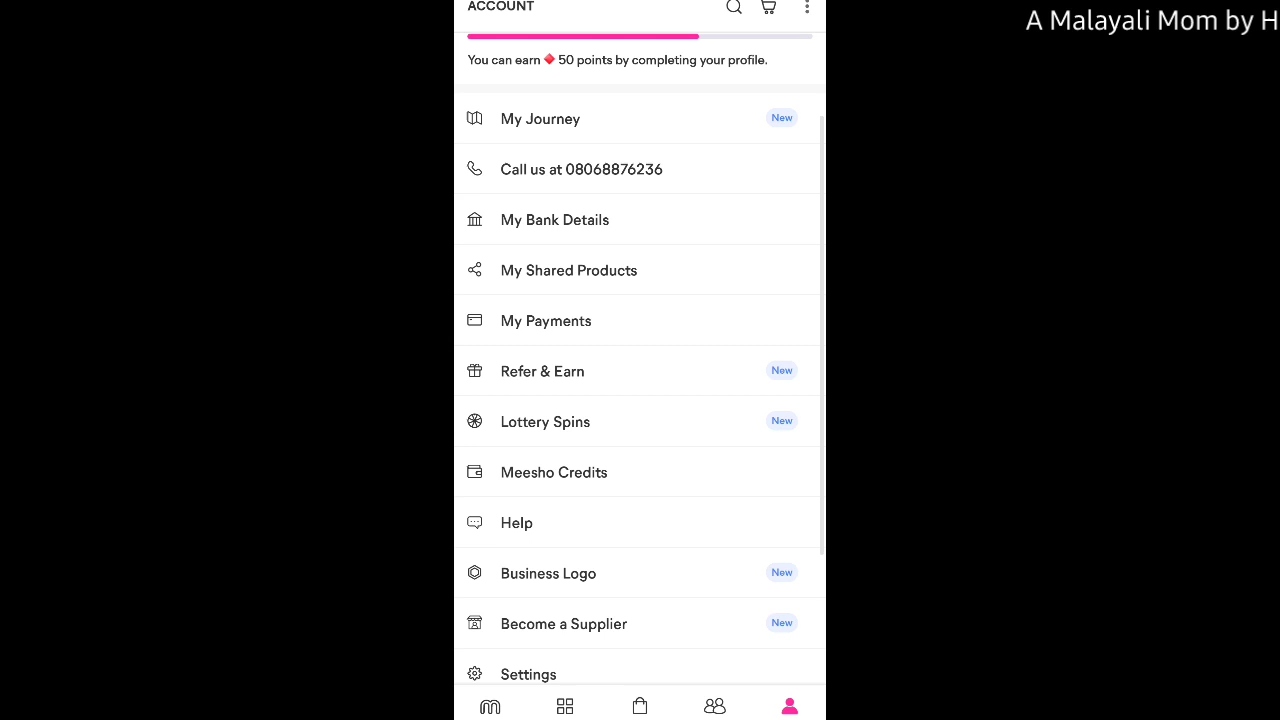 ACCOUNT
A Malayali Mom by H
You can earn 50 points by completing your profile.
My Journey New
Call us at 08068876236
My Bank Details
My Shared Products
My Payments
Refer & Earn New
Lottery Spins New
Meesho Credits
Help
Business Logo New
Become a Supplier New
Settings